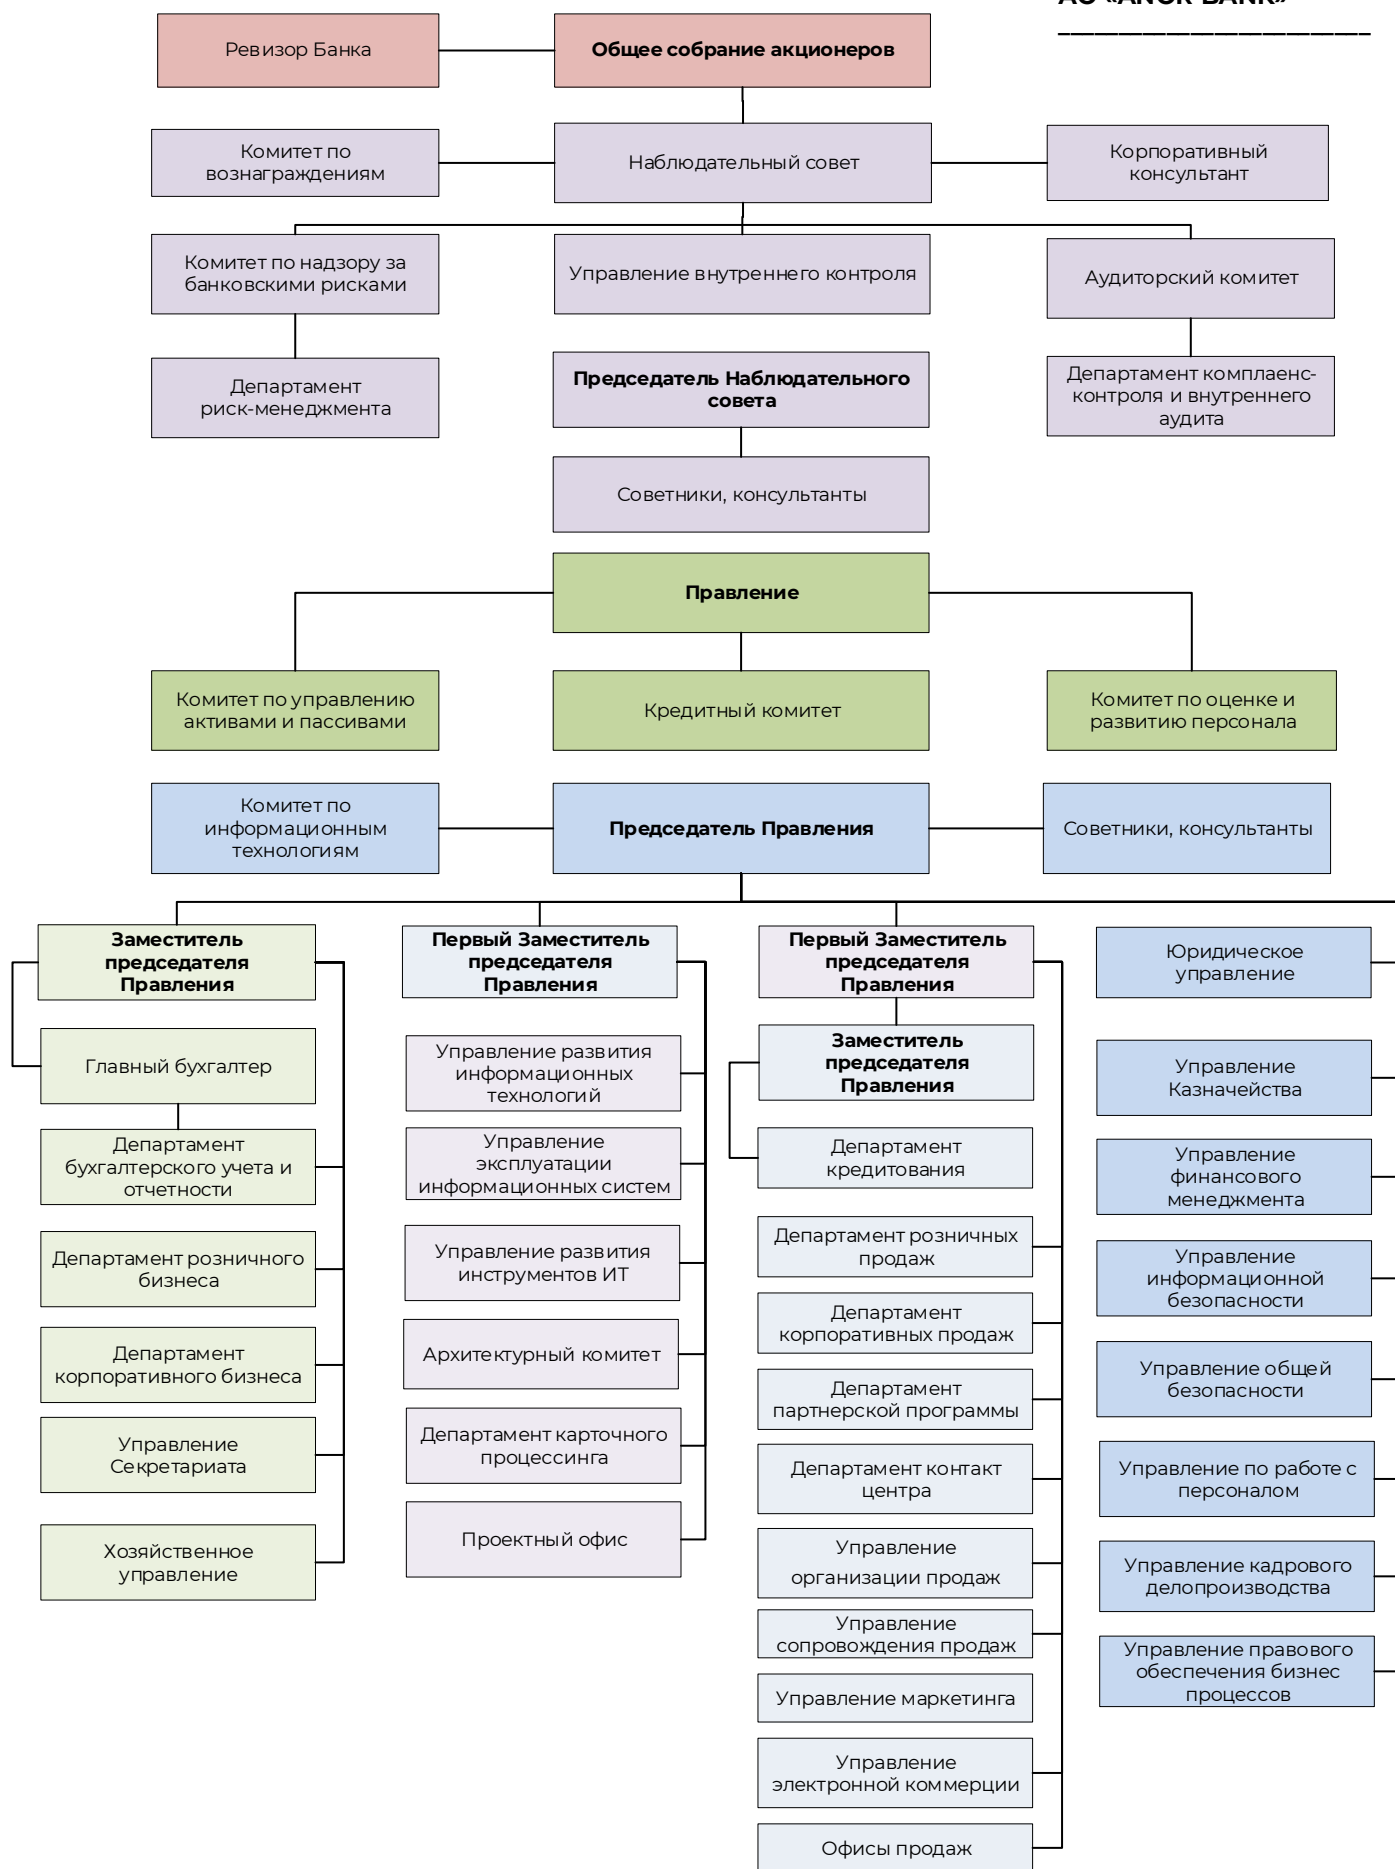 АО «ANOR BANK»
Ревизор Банка
Общее собрание акционеров
Комитет по
вознаграждениям
Наблюдательный совет
Корпоративный
консультант
Комитет по надзору за
банковскими рисками
Управление внутреннего контроля
Аудиторский комитет
Департамент
риск-менеджмента
Председатель Наблюдательного
совета
Департамент комплаенс-
контроля и внутреннего
аудита
Советники, консультанты
Правление
Комитет по управлению
активами и пассивами
Кредитный комитет
Комитет по оценке и
развитию персонала
Комитет по
информационным
технологиям
Председатель Правления
Советники, консультанты
Заместитель
председателя
Правления
Главный бухгалтер
Департамент
бухгалтерского учета и
отчетности
Департамент розничного
бизнеса
Департамент
корпоративного бизнеса
Управление
Секретариата
Хозяйственное
управление
Первый Заместитель
председателя
Правления
Управление развития
информационных
технологий
Управление
эксплуатации
информационных систем
Управление развития
инструментов ИТ
Архитектурный комитет
Департамент карточного
процессинга
Проектный офис
Первый Заместитель
председателя
Правления
Заместитель
председателя
Правления
Департамент
кредитования
Департамент розничных
продаж
Департамент
корпоративных продаж
Департамент
партнерской программы
Департамент контакт
центра
Управление
организации продаж
Управление
сопровождения продаж
Управление маркетинга
Управление
электронной коммерции
Офисы продаж
Юридическое
управление
Управление
Казначейства
Управление
финансового
менеджмента
Управление
информационной
безопасности
Управление общей
безопасности
Управление по работе с
персоналом
Управление кадрового
делопроизводства
Управление правового
обеспечения бизнес
процессов